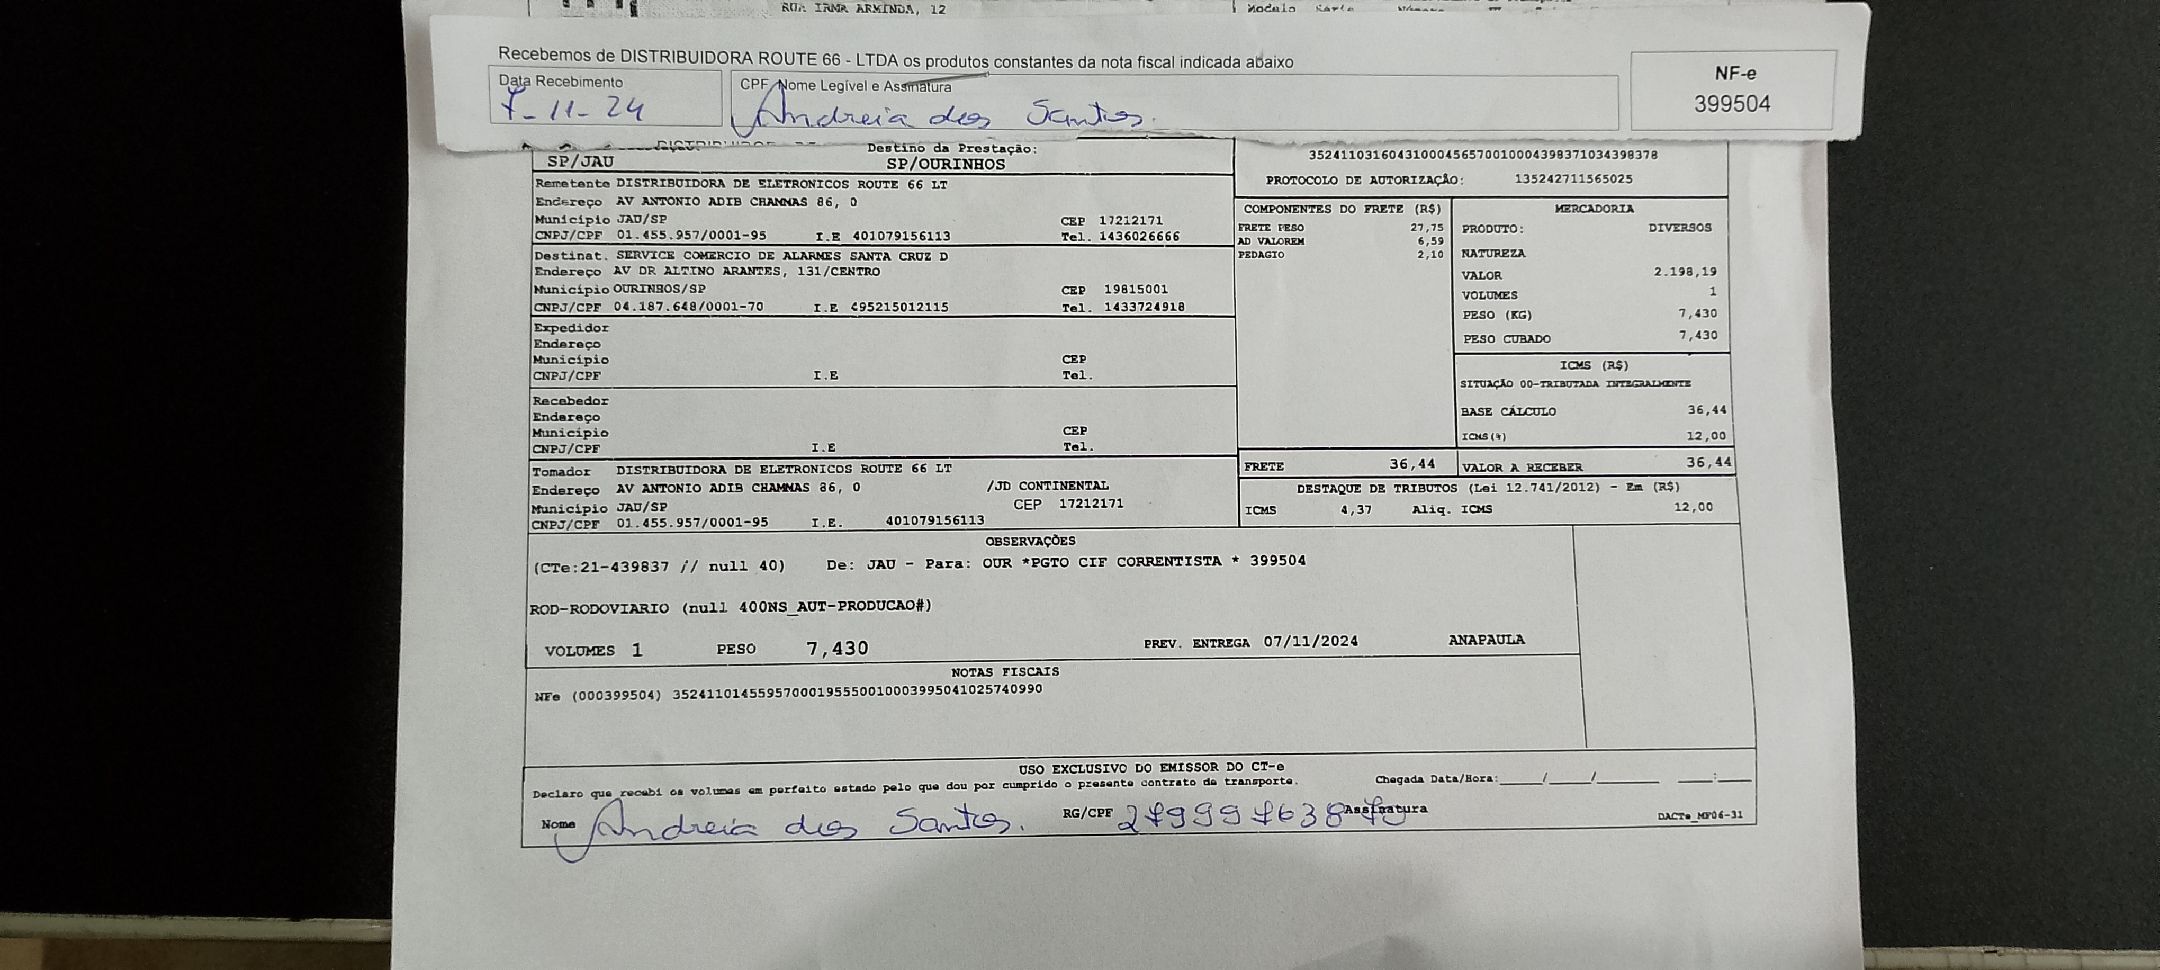 RUA IRMA ARMINDA, 12
Modelo Serie
Recebemos de DISTRIBUIDORA ROUTE 66 - LTDA os produtos constantes da nota fiscal indicada abaixo
Data Recebimento
7-11-24
CPF, Nome Legível e Assinatura
Andreia dos Santos.
NF-e
399504
Destino da Prestação:
SP/JAU SP/OURINHOS
35241103160431000456570010004398371034398378
PROTOCOLO DE AUTORIZAÇÃO: 135242711565025
Remetente DISTRIBUIDORA DE ELETRONICOS ROUTE 66 LT
Endereço AV ANTONIO ADIB CHAMMAS 86, 0
Município JAU/SP CEP 17212171
CNPJ/CPF 01.455.957/0001-95 I.E 401079156113 Tel. 1436026666
Destinat. SERVICE COMERCIO DE ALARMES SANTA CRUZ D
Endereço AV DR ALTINO ARANTES, 131/CENTRO
Município OURINHOS/SP CEP 19815001
CNPJ/CPF 04.187.648/0001-70 I.E 495215012115 Tel. 1433724918
Expedidor
Endereço
Município CEP
CNPJ/CPF I.E Tel.
Recebedor
Endereço
Município CEP
CNPJ/CPF I.E Tel.
Tomador DISTRIBUIDORA DE ELETRONICOS ROUTE 66 LT
Endereço AV ANTONIO ADIB CHAMMAS 86, 0 /JD CONTINENTAL
Município JAU/SP CEP 17212171
CNPJ/CPF 01.455.957/0001-95 I.E. 401079156113
COMPONENTES DO FRETE (R$)
FRETE PESO 27,75
AD VALOREM 6,59
PEDAGIO 2,10
MERCADORIA
PRODUTO: DIVERSOS
NATUREZA
VALOR 2.198,19
VOLUMES 1
PESO (KG) 7,430
PESO CUBADO 7,430
ICMS (R$)
SITUAÇÃO 00-TRIBUTADA INTEGRALMENTE
BASE CÁLCULO 36,44
ICMS(%) 12,00
FRETE 36,44 VALOR A RECEBER 36,44
DESTAQUE DE TRIBUTOS (Lei 12.741/2012) - Em (R$)
ICMS 4,37 Aliq. ICMS 12,00
OBSERVAÇÕES
(CTe:21-439837 // null 40) De: JAU - Para: OUR *PGTO CIF CORRENTISTA * 399504
ROD-RODOVIARIO (null 400NS_AUT-PRODUCAO#)
VOLUMES 1 PESO 7,430 PREV. ENTREGA 07/11/2024 ANAPAULA
NOTAS FISCAIS
NFe (000399504) 35241101455957000195550010003995041025740990
USO EXCLUSIVO DO EMISSOR DO CT-e
Declaro que recebi os volumes em perfeito estado pelo que dou por cumprido o presente contrato de transporte. Chegada Data/Hora:____/____/______ ___:___
Nome Andreia dos Santos. RG/CPF 27999763879 Assinatura
DACTe_MF06-31